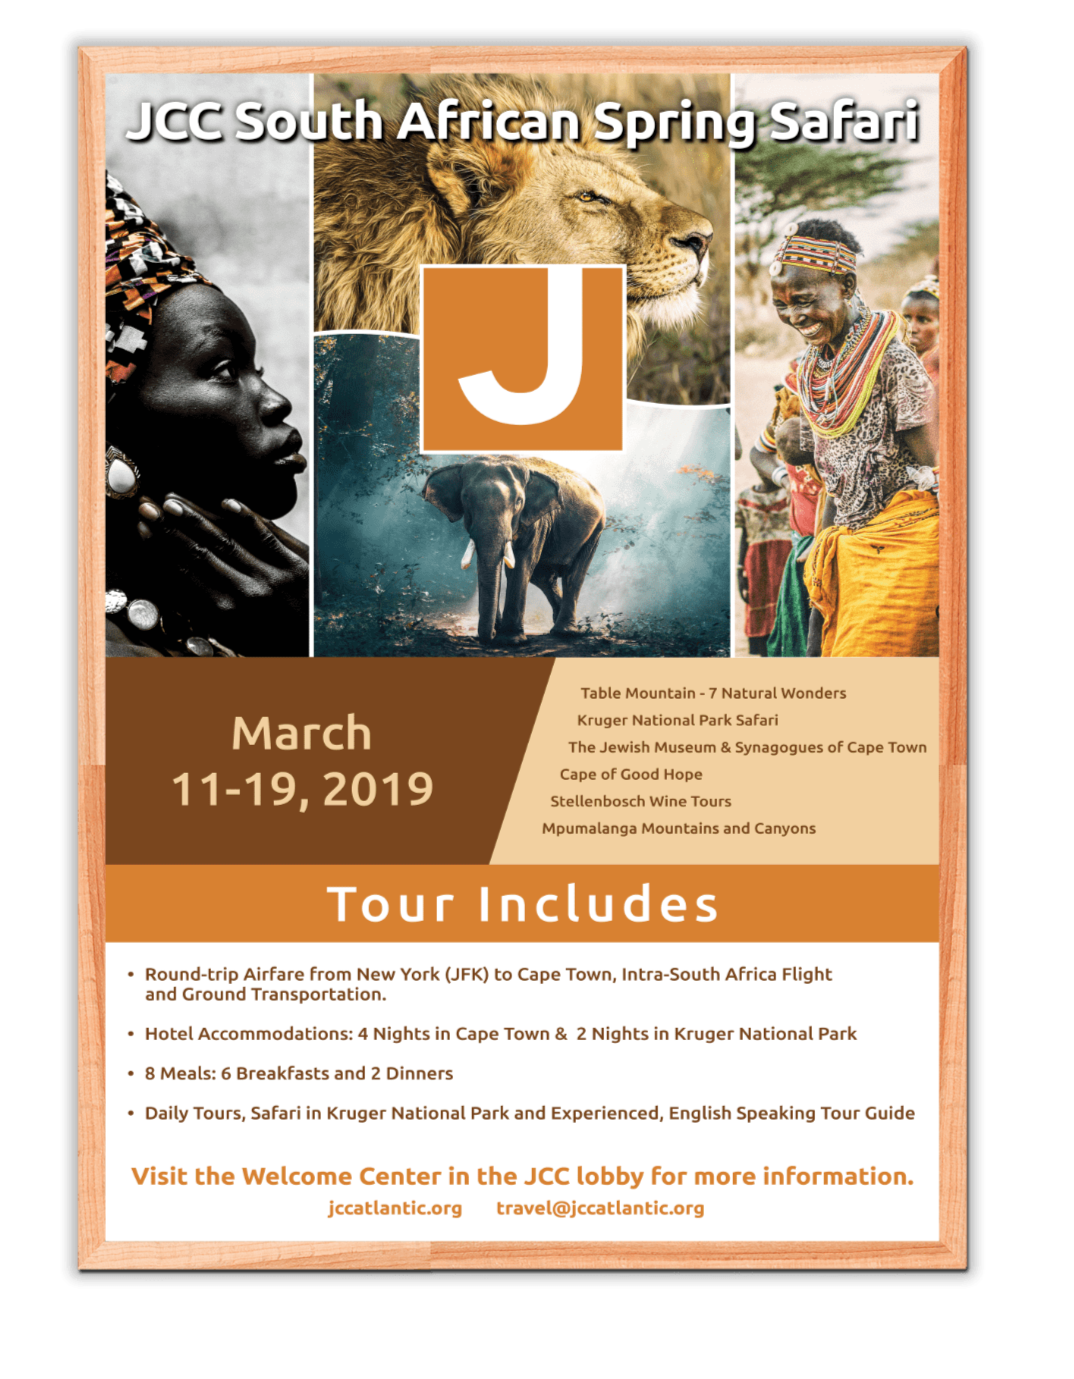 JCC South African Spring Safari
J
March
11-19, 2019
Table Mountain - 7 Natural Wonders
Kruger National Park Safari
The Jewish Museum & Synagogues of Cape Town
Cape of Good Hope
Stellenbosch Wine Tours
Mpumalanga Mountains and Canyons
Tour Includes
• Round-trip Airfare from New York (JFK) to Cape Town, Intra-South Africa Flight
and Ground Transportation.
• Hotel Accommodations: 4 Nights in Cape Town & 2 Nights in Kruger National Park
• 8 Meals: 6 Breakfasts and 2 Dinners
• Daily Tours, Safari in Kruger National Park and Experienced, English Speaking Tour Guide
Visit the Welcome Center in the JCC lobby for more information.
jccatlantic.org travel@jccatlantic.org